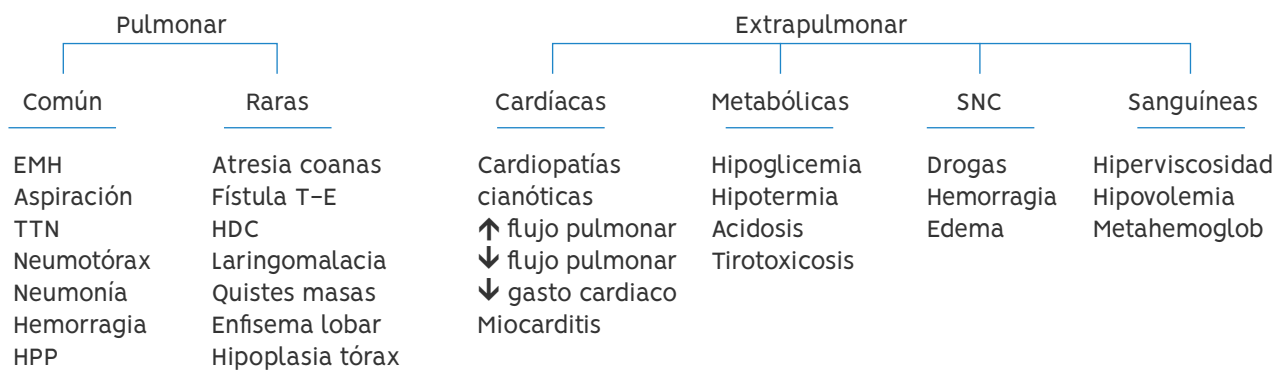 Pulmonar
Extrapulmonar
Común
Raras
Cardíacas
Metabólicas
SNC
Sanguíneas
EMH
Aspiración
TTN
Neumotórax
Neumonía
Hemorragia
HPP
Atresia coanas
Fístula T-E
HDC
Laringomalacia
Quistes masas
Enfisema lobar
Hipoplasia tórax
Cardiopatías
cianóticas
↑ flujo pulmonar
↓ flujo pulmonar
↓ gasto cardiaco
Miocarditis
Hipoglicemia
Hipotermia
Acidosis
Tirotoxicosis
Drogas
Hemorragia
Edema
Hiperviscosidad
Hipovolemia
Metahemoglob